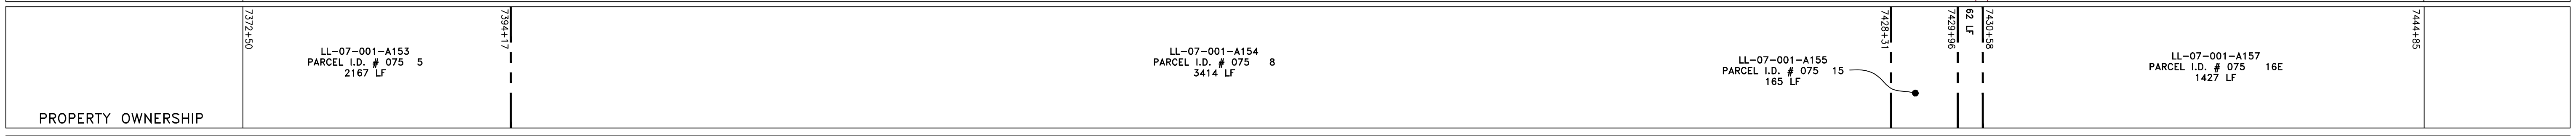 PROPERTY OWNERSHIP
7372+50
LL-07-001-A153
PARCEL I.D. # 075 5
2167 LF
7394+17
LL-07-001-A154
PARCEL I.D. # 075 8
3414 LF
LL-07-001-A155
PARCEL I.D. # 075 15
165 LF
7428+31
7429+96
62 LF
7430+58
LL-07-001-A157
PARCEL I.D. # 075 16E
1427 LF
7444+85